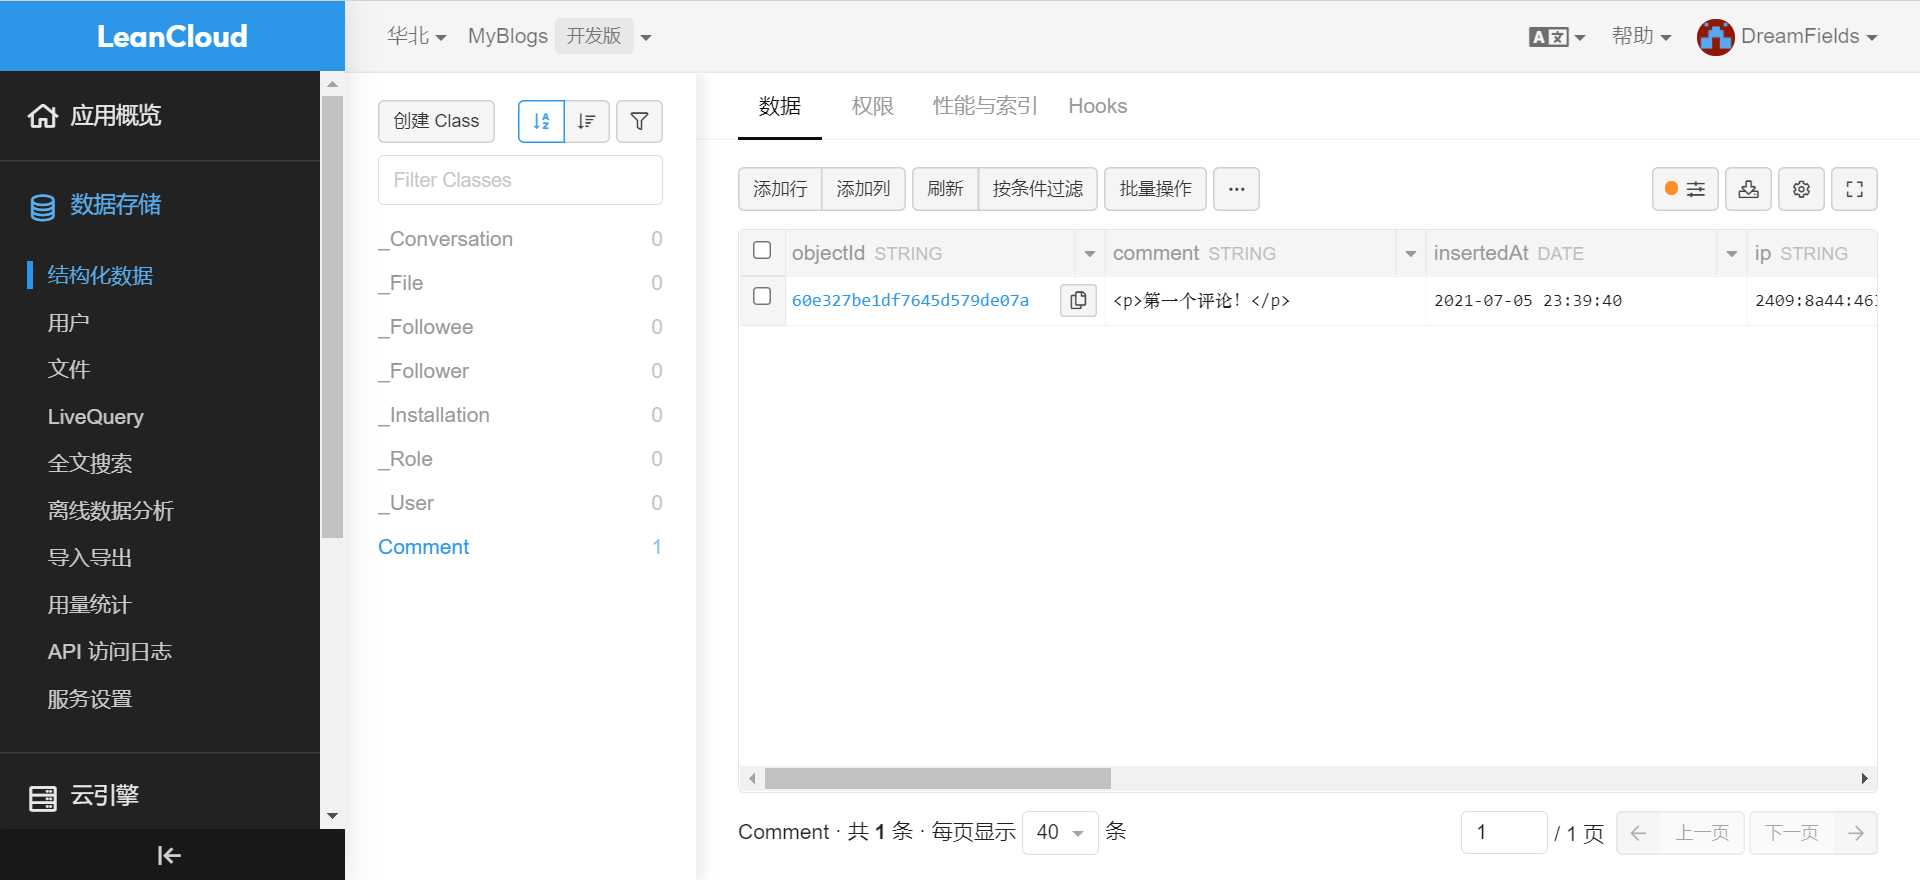 LeanCloud
华北
MyBlogs 开发版
帮助
DreamFields
应用概览
数据存储
结构化数据
用户
文件
LiveQuery
全文搜索
离线数据分析
导入导出
用量统计
API 访问日志
服务设置
云引擎
创建 Class
Filter Classes
_Conversation 0
_File 0
_Followee 0
_Follower 0
_Installation 0
_Role 0
_User 0
Comment 1
数据 权限 性能与索引 Hooks
添加行 添加列 刷新 按条件过滤 批量操作 ···
objectId STRING comment STRING insertedAt DATE ip STRING
60e327be1df7645d579de07a <p>第一个评论！</p> 2021-07-05 23:39:40 2409:8a44:46
Comment · 共 1 条 · 每页显示 40 条
1 / 1 页 上一页 下一页